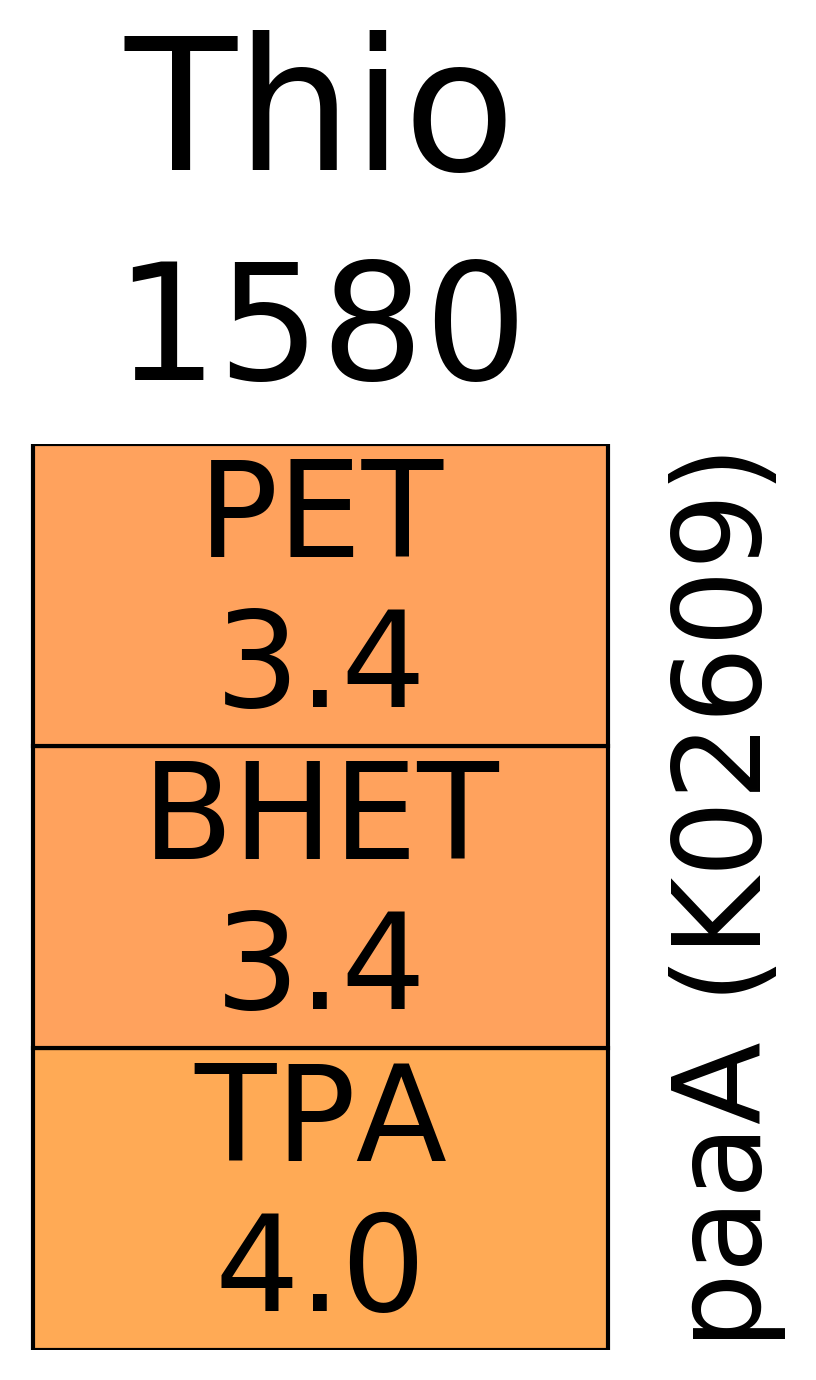 Thio
1580
PET
3.4
BHET
3.4
TPA
4.0
paaA (K02609)